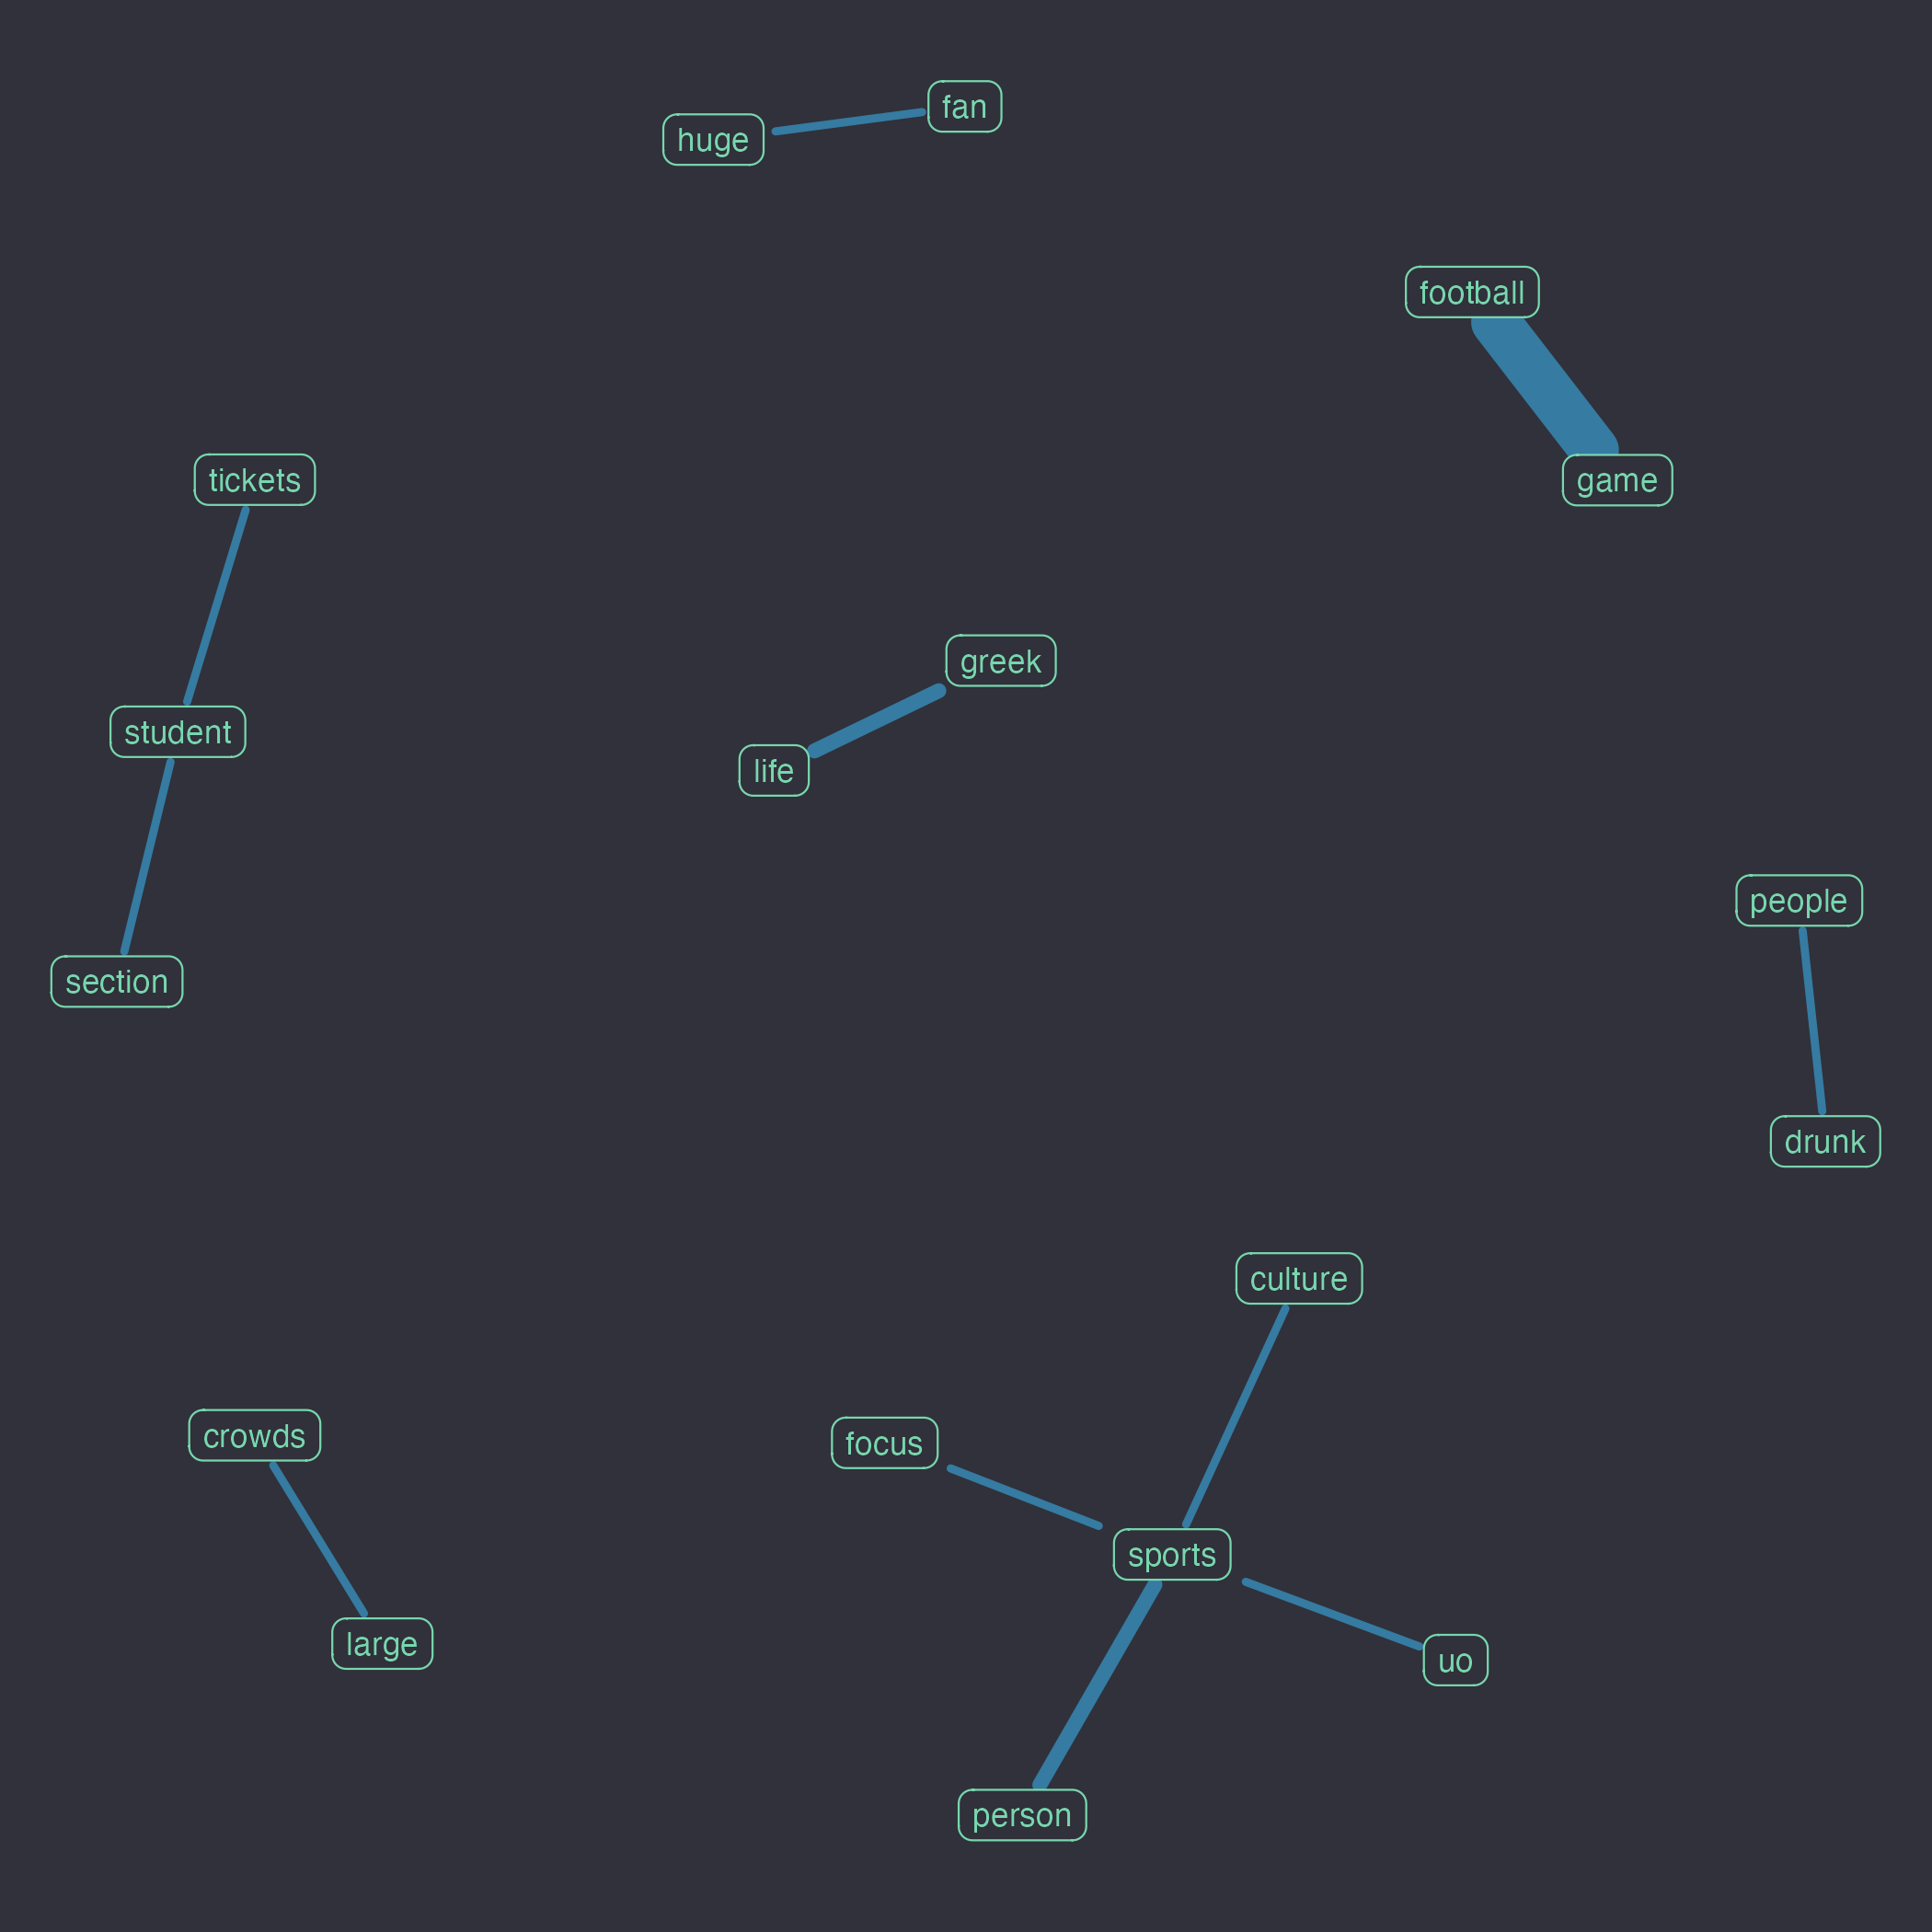 fan
huge
football
tickets
game
greek
student
life
people
section
drunk
culture
crowds
focus
sports
large
uo
person